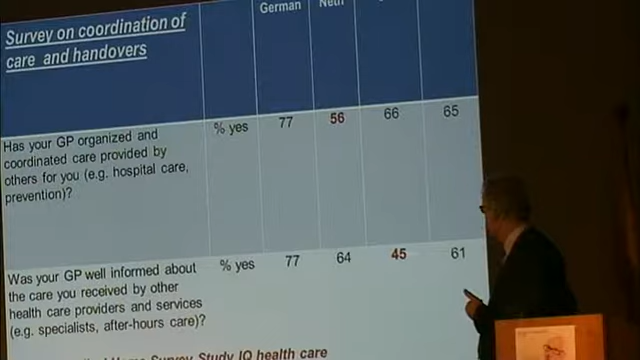 Survey on coordination of
care and handovers
German Neth
Has your GP organized and
coordinated care provided by
others for you (e.g. hospital care,
prevention)?
% yes 77 56 66 65
Was your GP well informed about
the care you received by other
health care providers and services
(e.g. specialists, after-hours care)?
% yes 77 64 45 61
Home Survey Study IQ health care